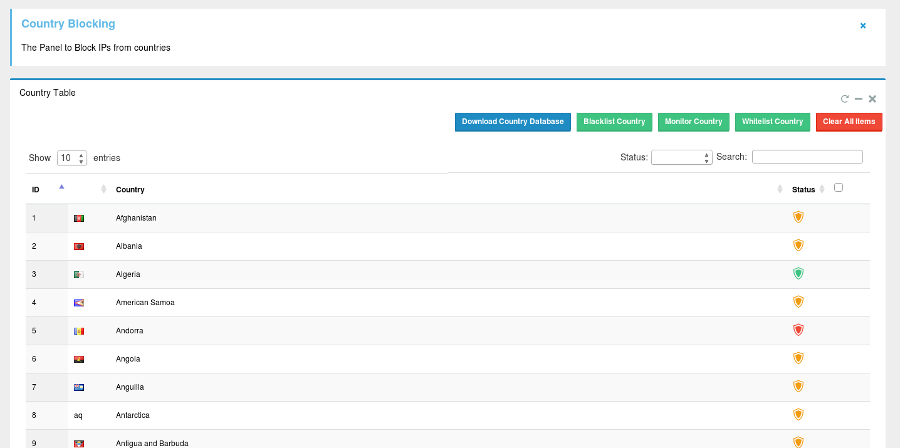 Country Blocking
The Panel to Block IPs from countries
Country Table
Download Country Database Blacklist Country Monitor Country Whitelist Country Clear All Items
Show 10 entries Status: Search:
ID Country Status
1 Afghanistan
2 Albania
3 Algeria
4 American Samoa
5 Andorra
6 Angola
7 Anguilla
8 aq Antarctica
9 Antigua and Barbuda